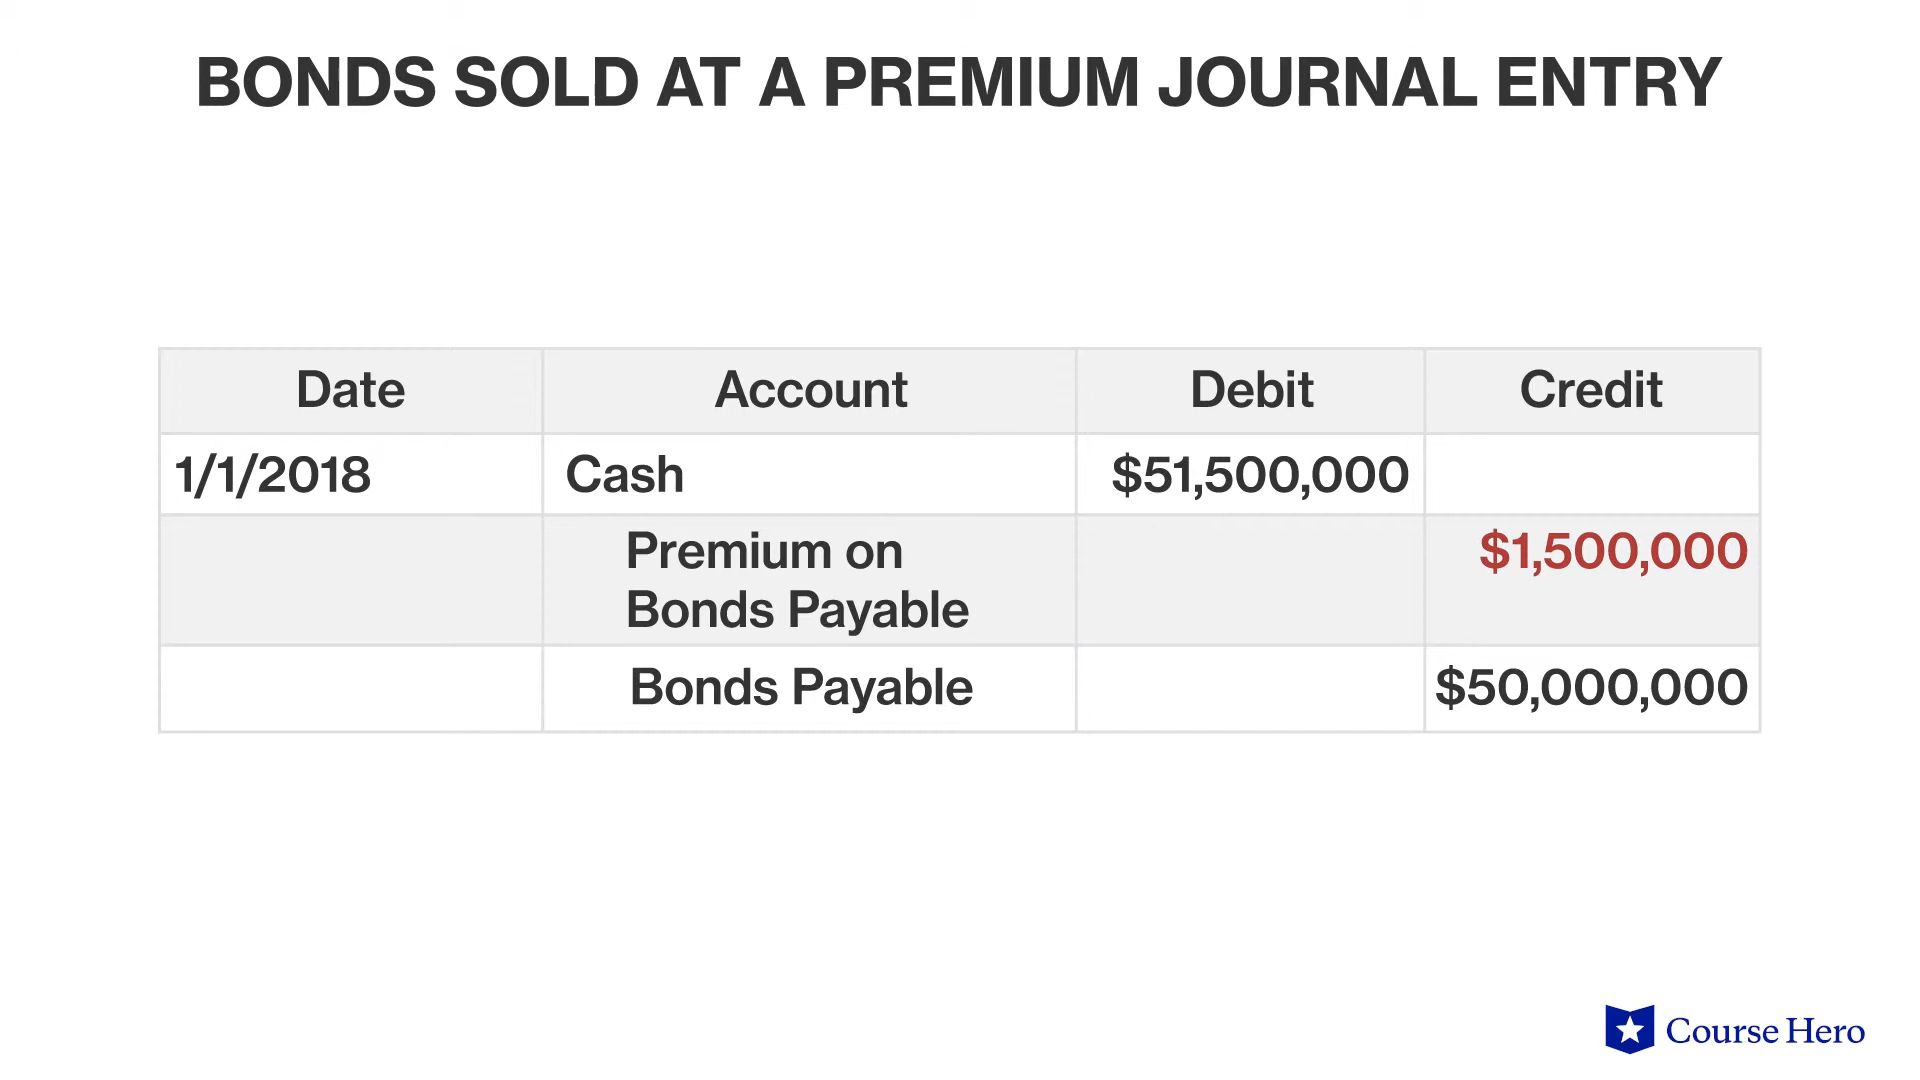 BONDS SOLD AT A PREMIUM JOURNAL ENTRY
Date Account Debit Credit
1/1/2018 Cash $51,500,000
Premium on $1,500,000
Bonds Payable
Bonds Payable $50,000,000
Course Hero